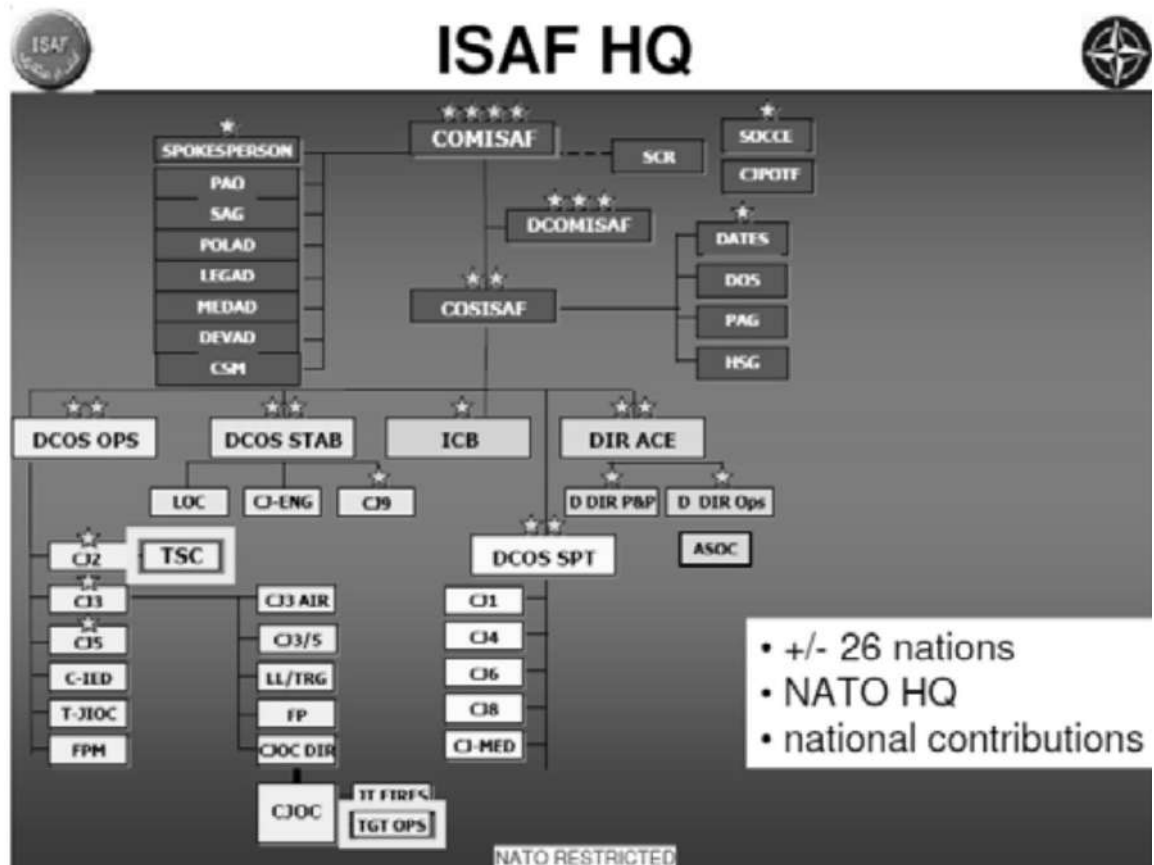 ISAF
ISAF HQ
COMISAF
SPOKESPERSON
PAO
SAG
POLAD
LEGAD
MEDAD
DEVAD
CSM
SCR
SOCCE
CJPOTF
DCOMISAF
COSISAF
DATES
DOS
PAG
HSG
DCOS OPS
DCOS STAB
ICB
DIR ACE
LOC
CJ-ENG
CJ9
D DIR P&P
D DIR Ops
ASOC
DCOS SPT
CJ2
TSC
CJ3
CJ5
C-IED
T-JIOC
FPM
CJ3 AIR
CJ3/5
LL/TRG
FP
CJOC DIR
CJOC
JT FIRES
TGT OPS
CJ1
CJ4
CJ6
CJ8
CJ-MED
• +/- 26 nations
• NATO HQ
• national contributions
NATO RESTRICTED